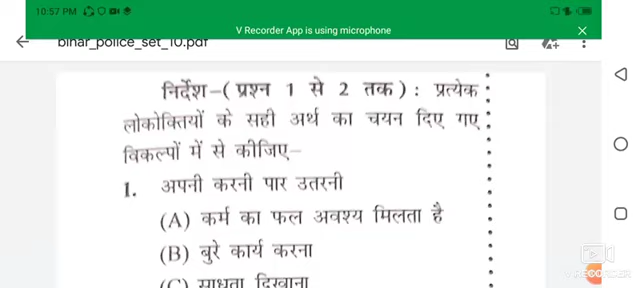 10:57 PM
V Recorder App is using microphone
bihar_police_set_10.pdf
निर्देश–( प्रश्न 1 से 2 तक ) : प्रत्येक
लोकोक्तियों के सही अर्थ का चयन दिए गए
विकल्पों में से कीजिए–
1. अपनी करनी पार उतरनी
(A) कर्म का फल अवश्य मिलता है
(B) बुरे कार्य करना
(C) साधुता दिखाना
V RECORDER